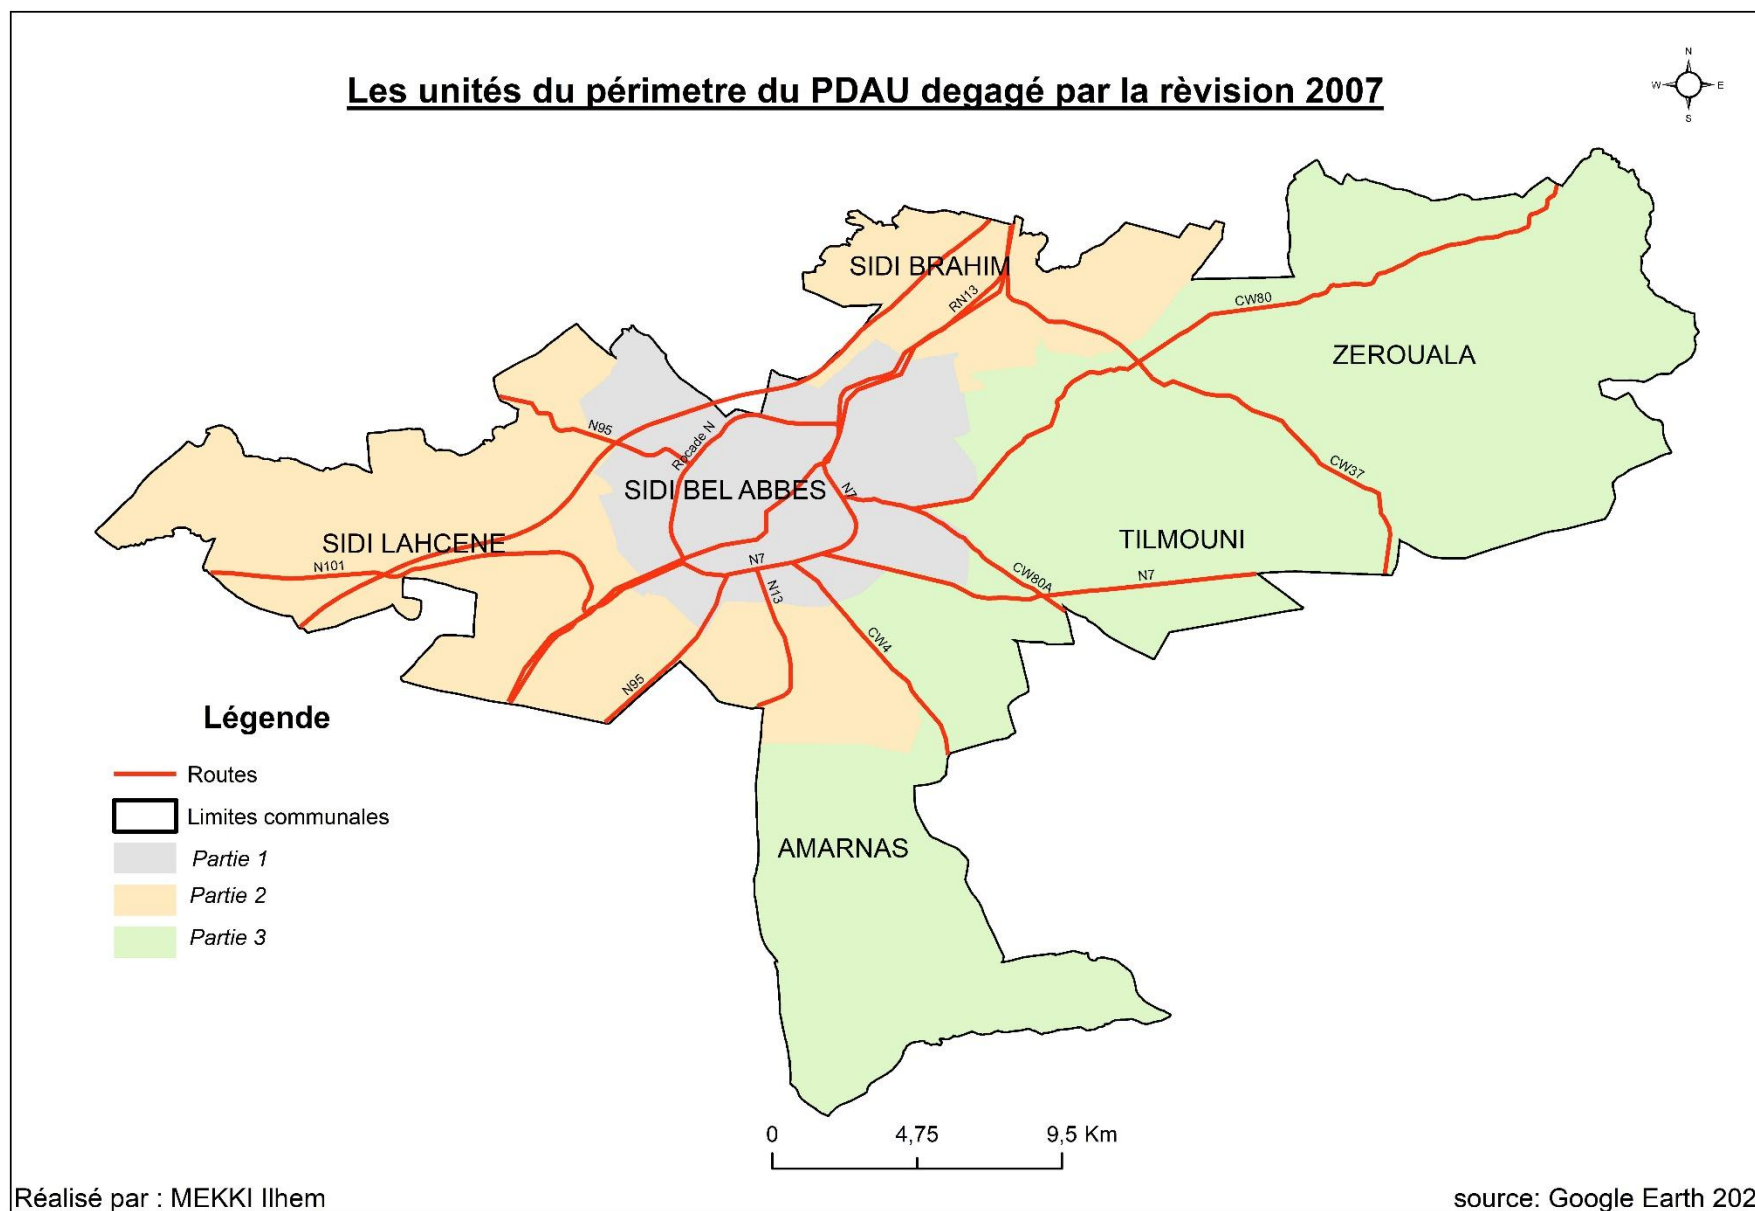 Les unités du périmetre du PDAU degagé par la rèvision 2007
N
W
E
S
SIDI BRAHIM
RN13
CW80
ZEROUALA
N95
Rocade N
CW37
SIDI BEL ABBES
N7
SIDI LAHCENE
TILMOUNI
N101
N7
CW80A
N7
N13
CW4
N95
Légende
Routes
Limites communales
Partie 1
Partie 2
Partie 3
AMARNAS
0 4,75 9,5 Km
Réalisé par : MEKKI Ilhem
source: Google Earth 202